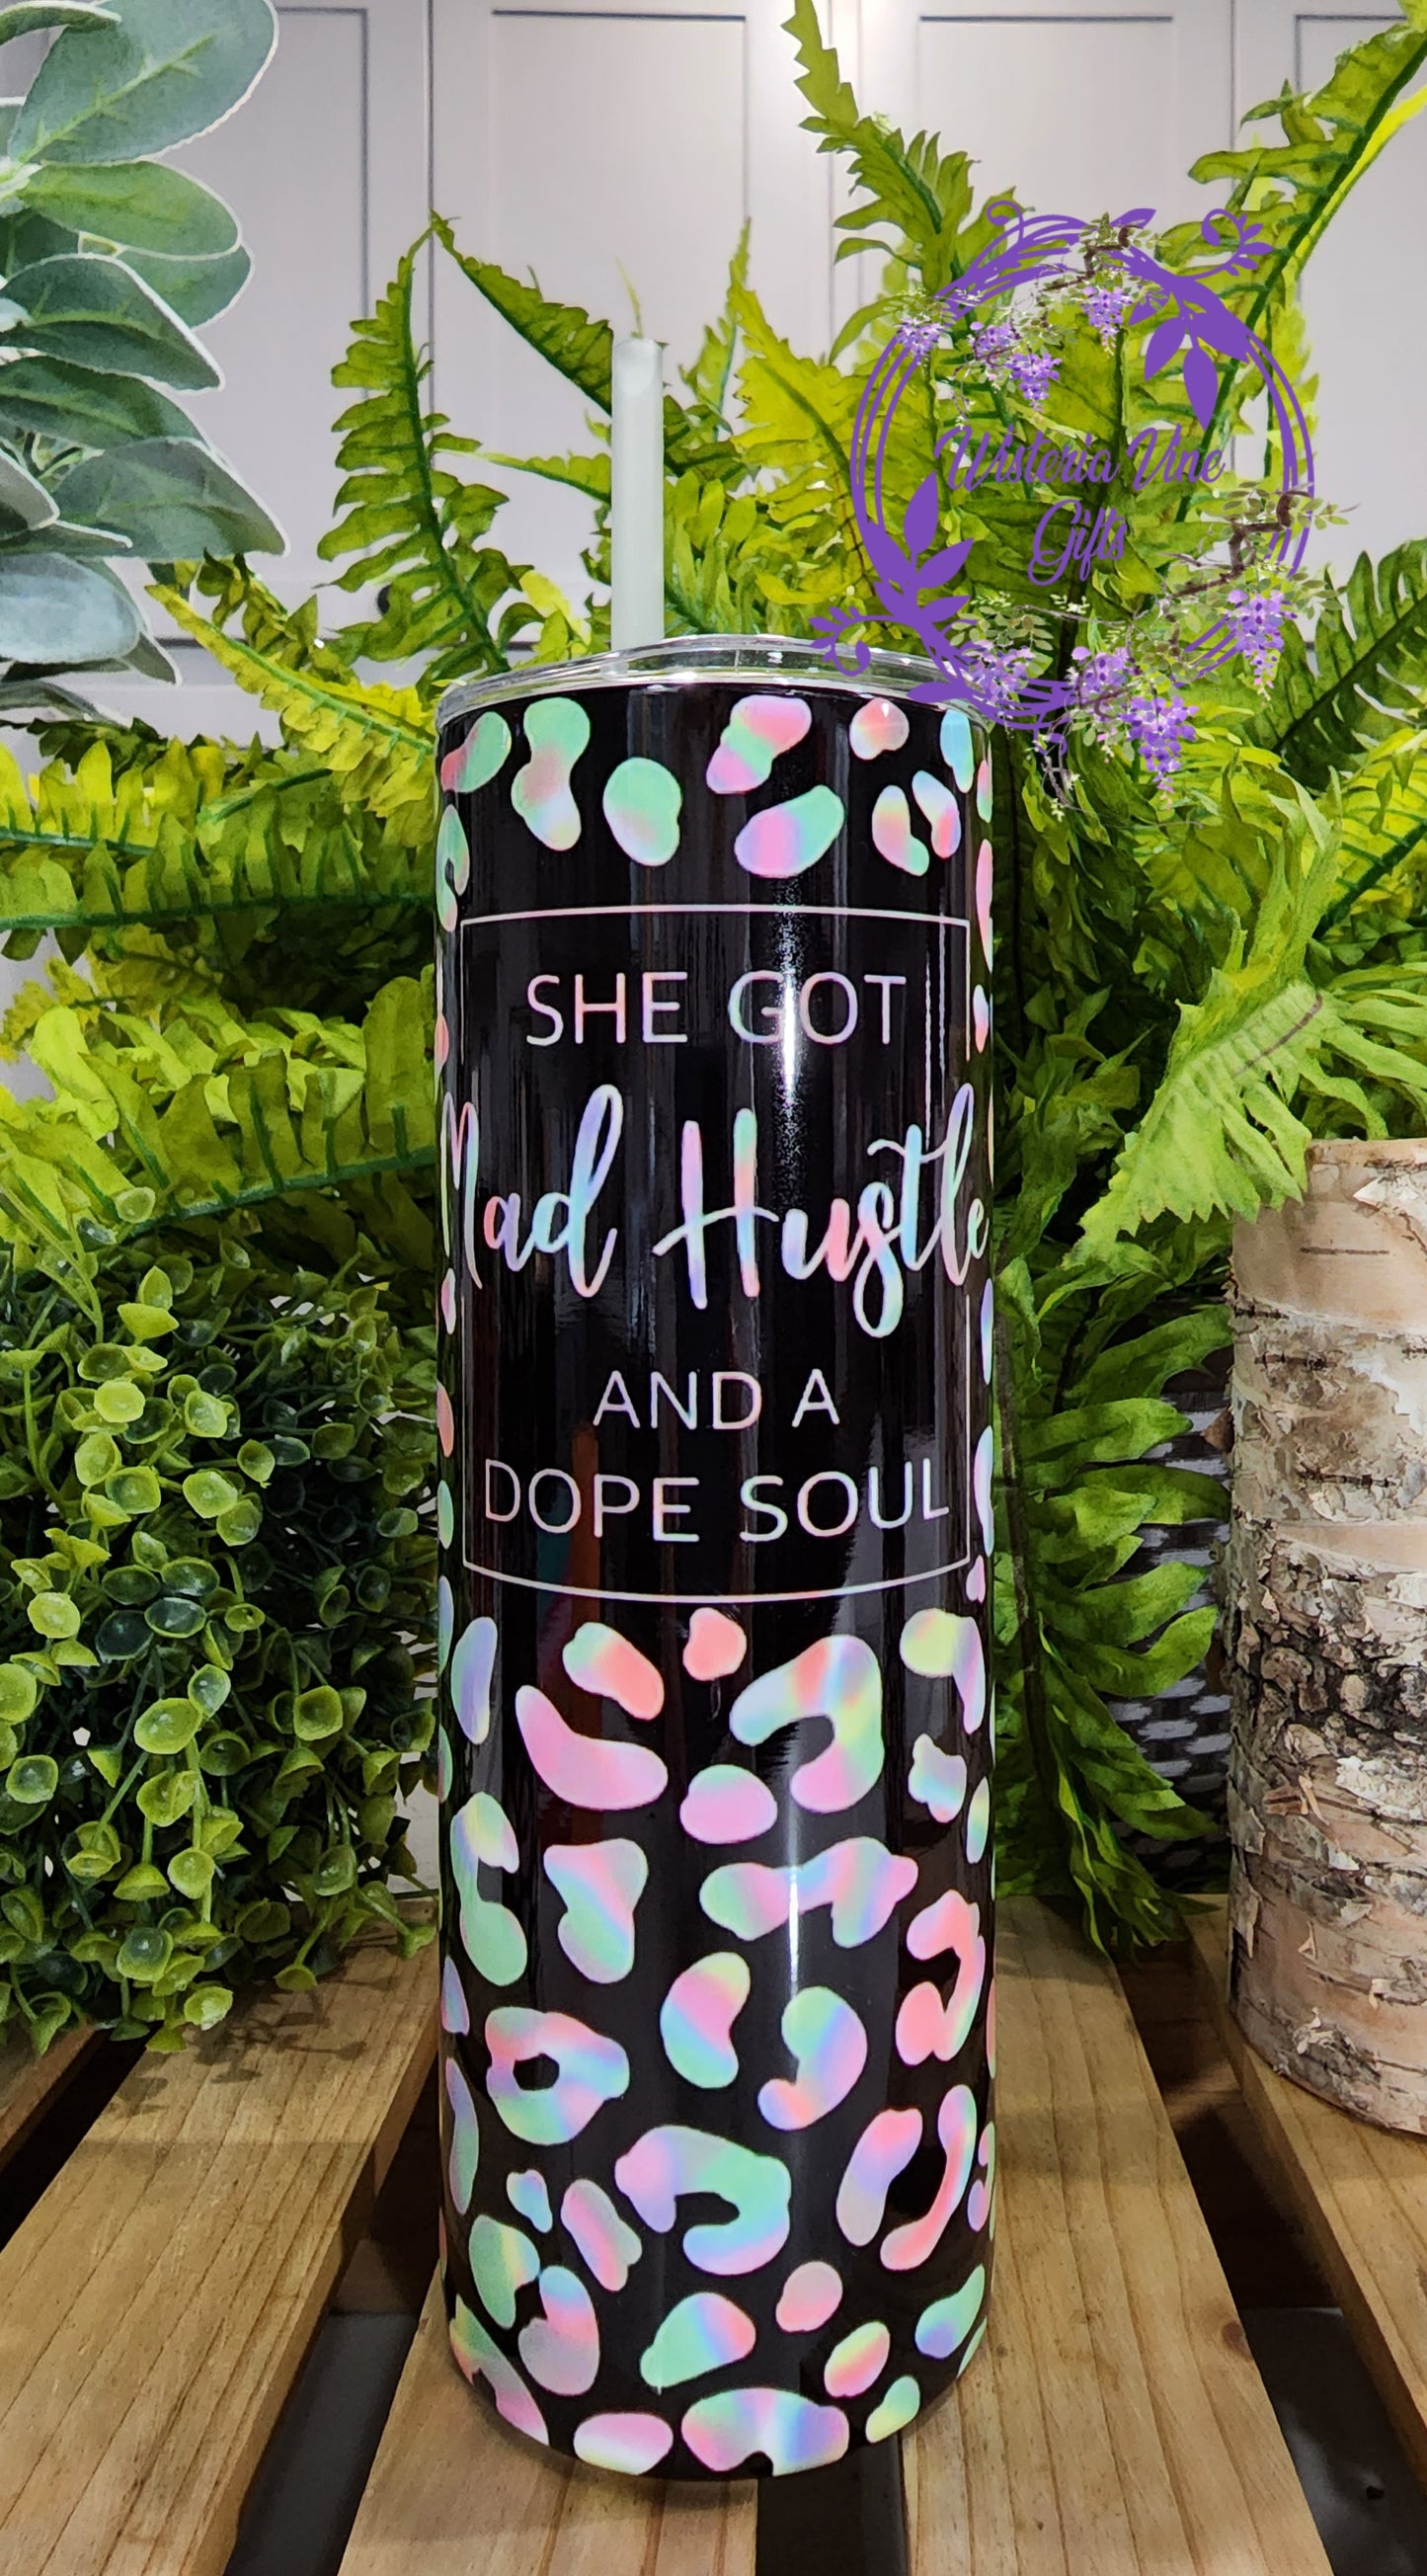 Wisteria Vine
Gifts
SHE GOT
Mad Hustle
AND A
DOPE SOUL